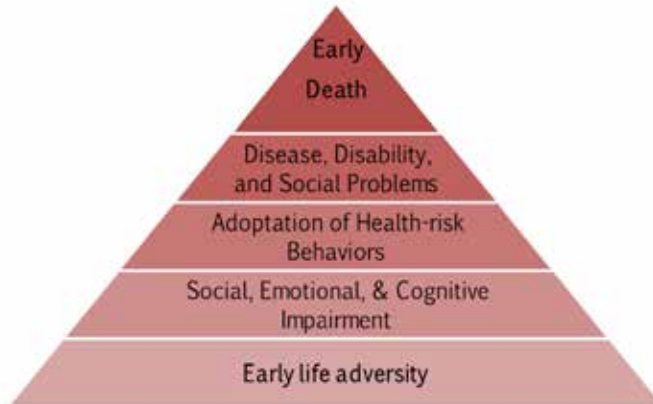 Early
Death
Disease, Disability,
and Social Problems
Adoptation of Health-risk
Behaviors
Social, Emotional, & Cognitive
Impairment
Early life adversity